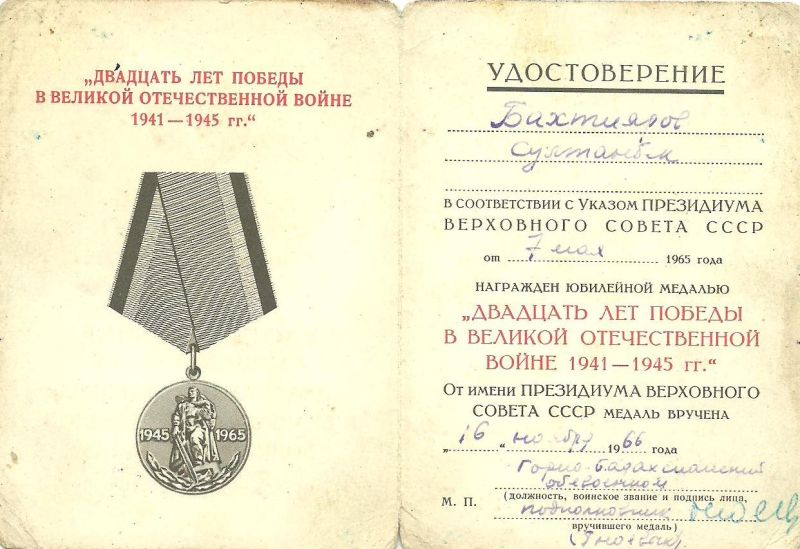 „ДВАДЦАТЬ ЛЕТ ПОБЕДЫ
В ВЕЛИКОЙ ОТЕЧЕСТВЕННОЙ ВОЙНЕ
1941—1945 гг.“
1945 1965
УДОСТОВЕРЕНИЕ
Бахтияров
Султанбек
В СООТВЕТСТВИИ С УКАЗОМ ПРЕЗИДИУМА
ВЕРХОВНОГО СОВЕТА СССР
от 7 мая 1965 года
НАГРАЖДЕН ЮБИЛЕЙНОЙ МЕДАЛЬЮ
„ДВАДЦАТЬ ЛЕТ ПОБЕДЫ
В ВЕЛИКОЙ ОТЕЧЕСТВЕННОЙ
ВОЙНЕ 1941—1945 гг.“
От имени ПРЕЗИДИУМА ВЕРХОВНОГО
СОВЕТА СССР МЕДАЛЬ ВРУЧЕНА
„16“ ноября 1966 года
Горно-Бадахшанский
М. П.
(должность, воинское звание и подпись лица,
подполковник
вручившего медаль)